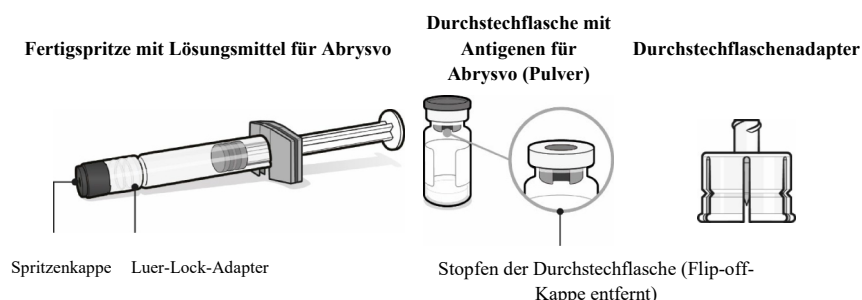 Fertigspritze mit Lösungsmittel für Abrysvo
Durchstechflasche mit
Antigenen für
Abrysvo (Pulver)
Durchstechflaschenadapter
Spritzenkappe
Luer-Lock-Adapter
Stopfen der Durchstechflasche (Flip-off-
Kappe entfernt)